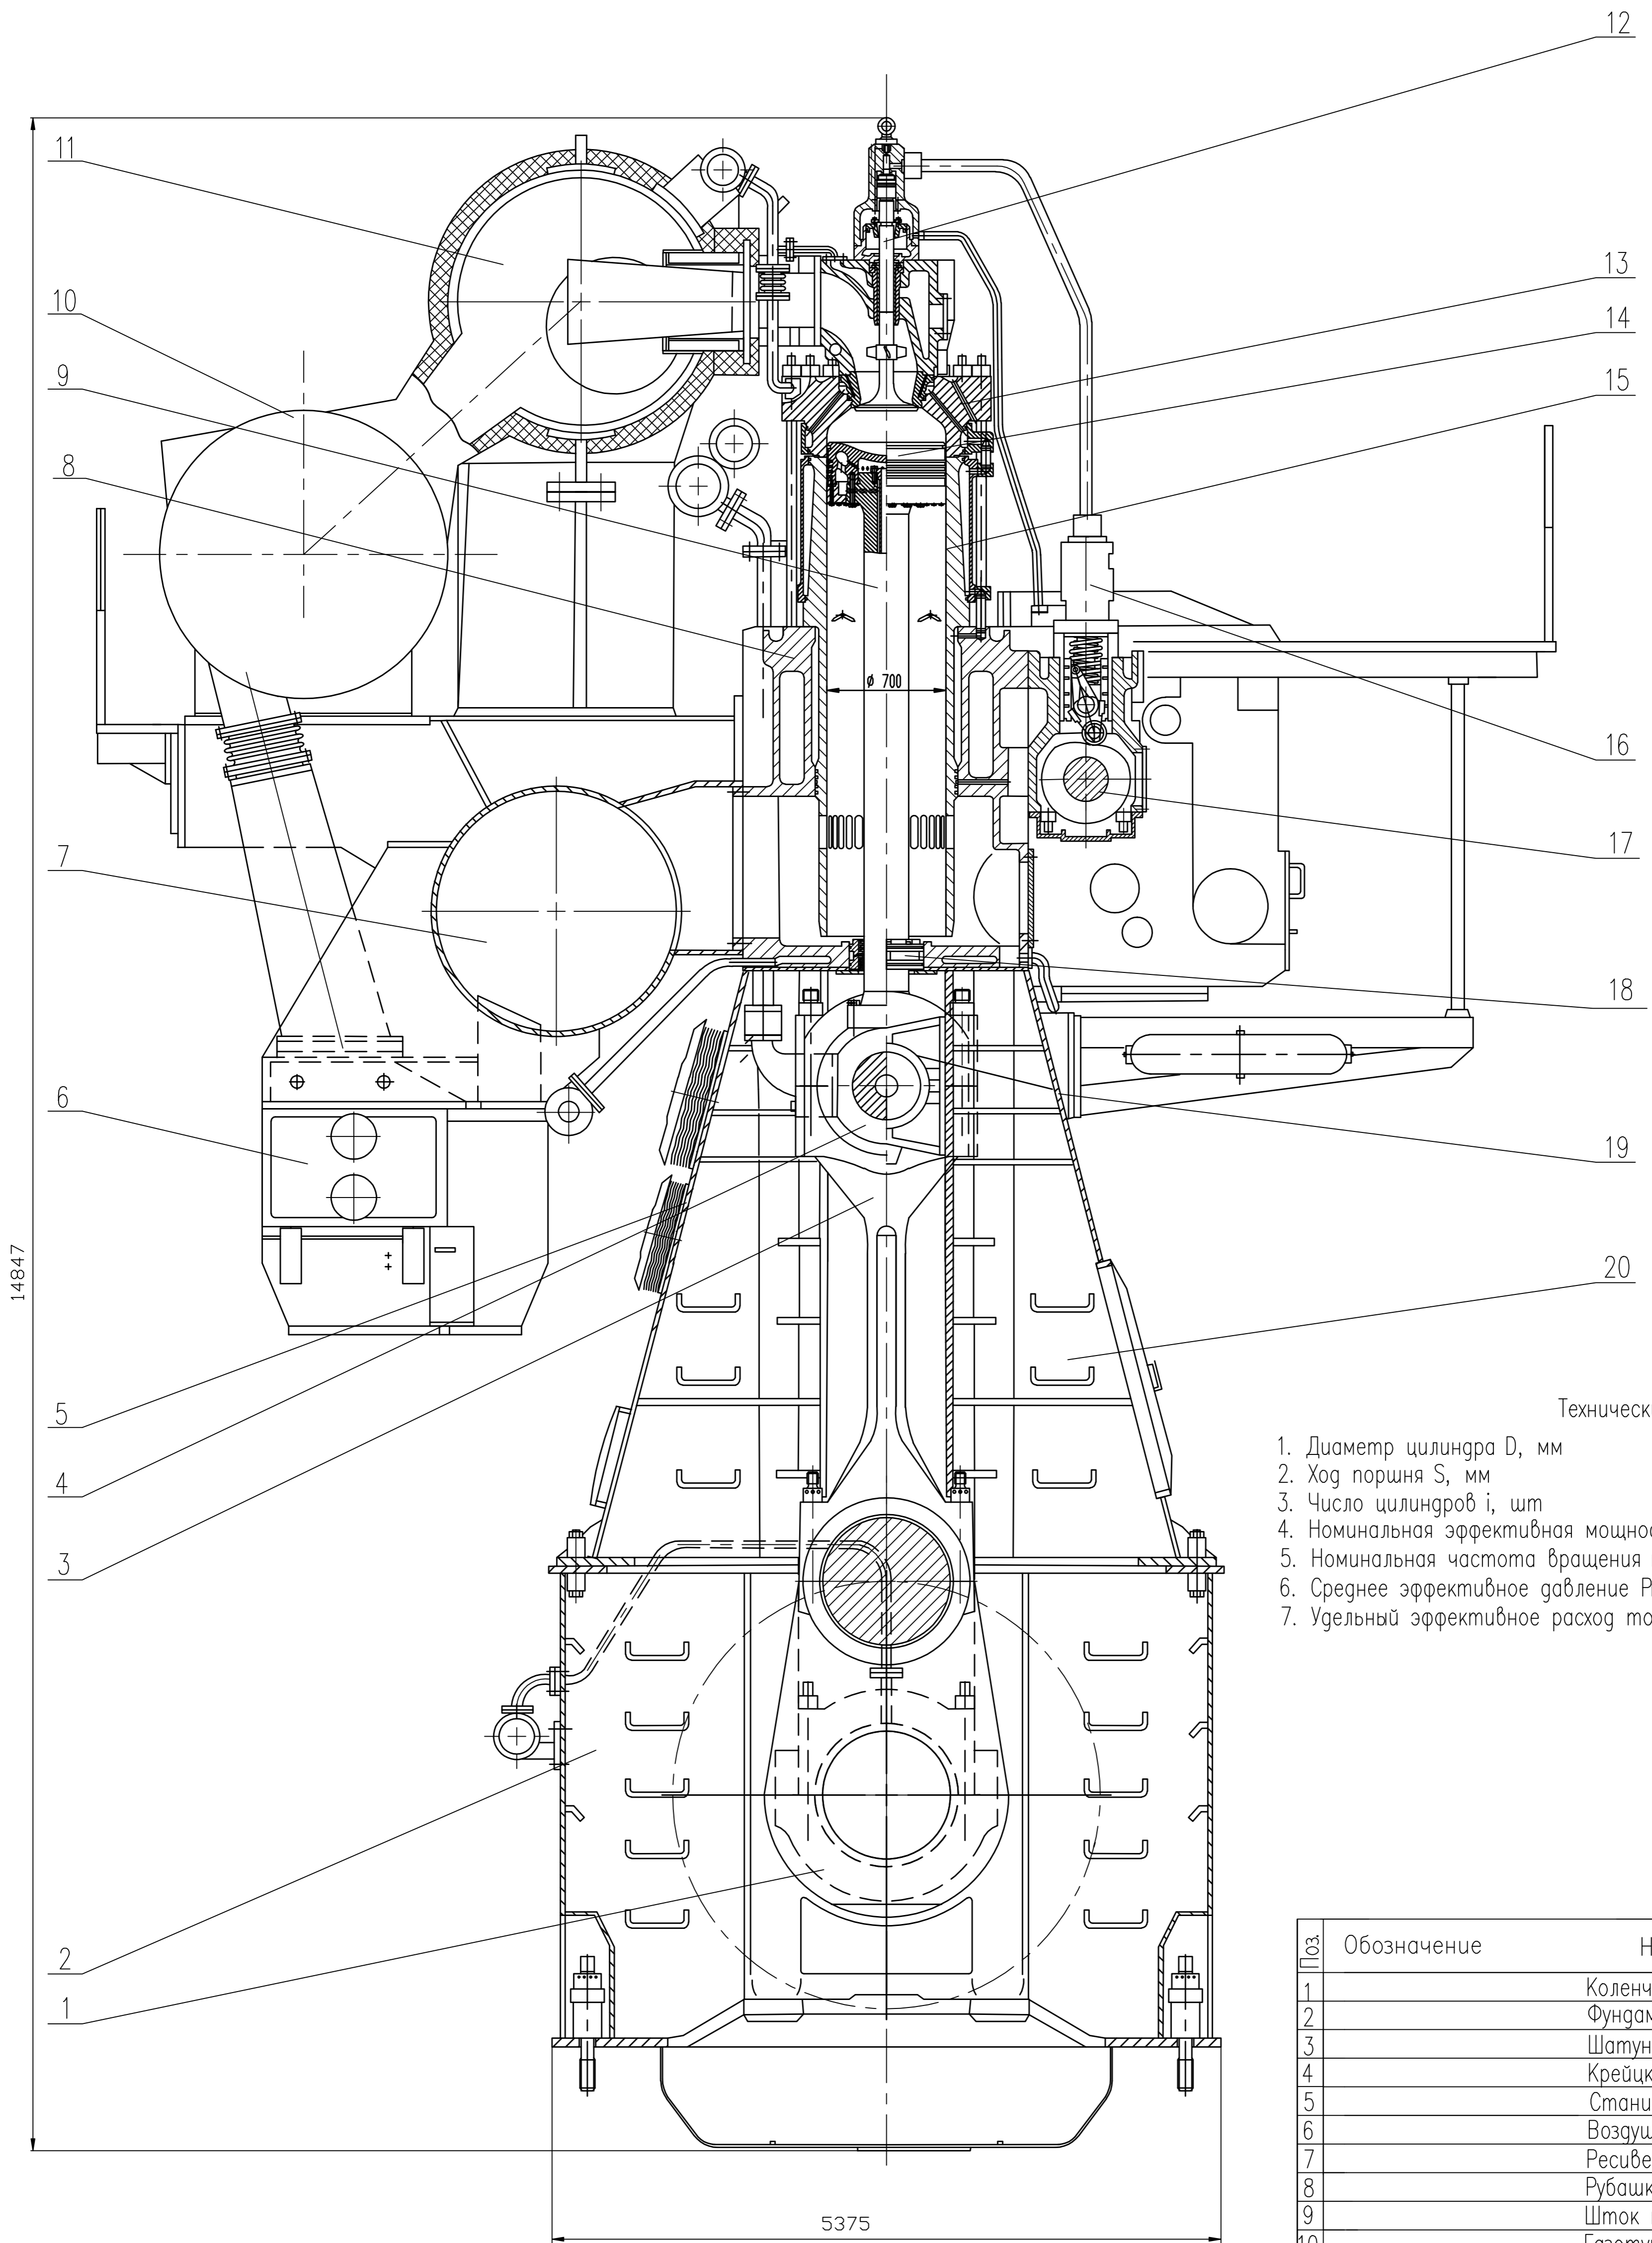 12
11
13
10
14
9
15
8
ø 700
16
7
17
18
6
19
14847
20
5
4
3
Техническ
1. Диаметр цилиндра D, мм
2. Ход поршня S, мм
3. Число цилиндров i, шт
4. Номинальная эффективная мощнос
5. Номинальная частота вращения
6. Среднее эффективное давление P
7. Удельный эффективное расход то
2
1
Поз. Обозначение Н
1 Коленч
2 Фундам
3 Шатун
4 Крейцк
5 Стани
6 Воздуш
7 Ресиве
8 Рубашк
9 Шток
10 Газоту
5375